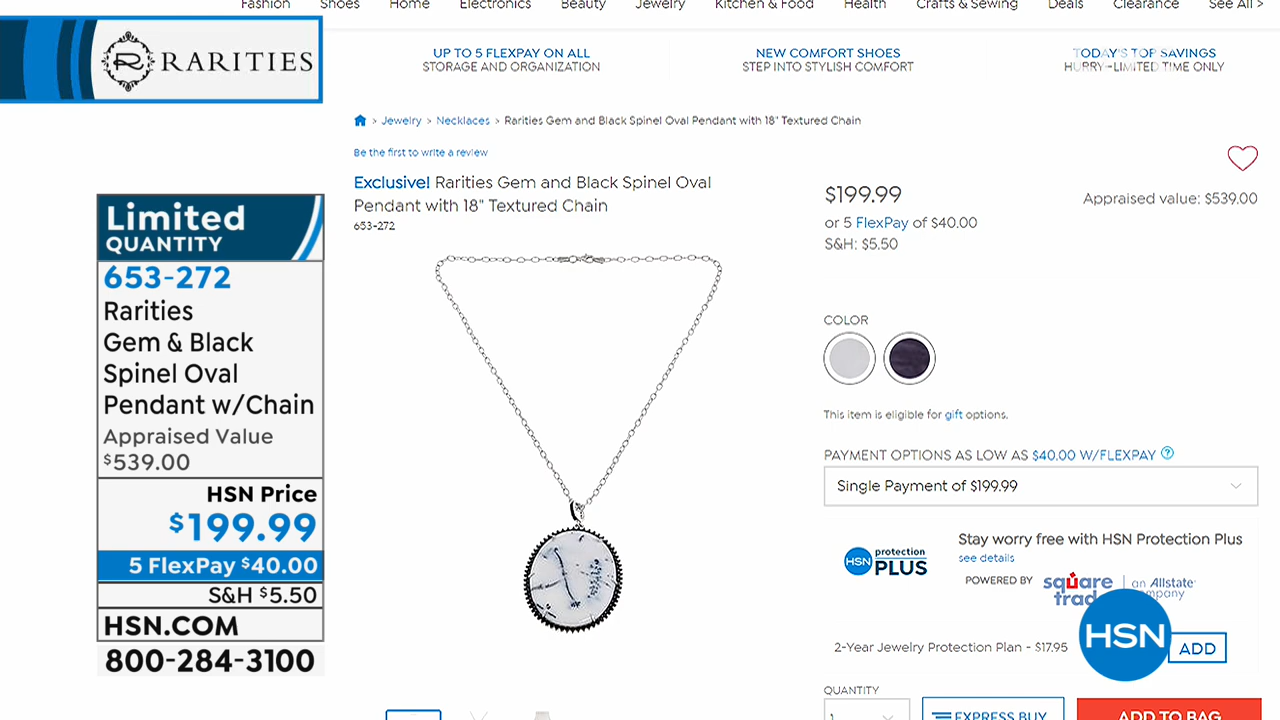 Fashion Shoes Home Electronics Beauty Jewelry Kitchen & Food Health Crafts & Sewing Deals Clearance See All >
R RARITIES
UP TO 5 FLEXPAY ON ALL
STORAGE AND ORGANIZATION
NEW COMFORT SHOES
STEP INTO STYLISH COMFORT
TODAY'S TOP SAVINGS
HURRY-LIMITED TIME ONLY
> Jewelry > Necklaces > Rarities Gem and Black Spinel Oval Pendant with 18" Textured Chain
Be the first to write a review
Exclusive! Rarities Gem and Black Spinel Oval
Pendant with 18" Textured Chain
653-272
$199.99
Appraised value: $539.00
or 5 FlexPay of $40.00
S&H: $5.50
COLOR
This item is eligible for gift options.
PAYMENT OPTIONS AS LOW AS $40.00 W/FLEXPAY ?
Single Payment of $199.99
HSN protection
PLUS
Stay worry free with HSN Protection Plus
see details
POWERED BY square
trade
an Allstate
company
2-Year Jewelry Protection Plan - $17.95
HSN
ADD
QUANTITY
1
EXPRESS BUY
ADD TO BAG
Limited
QUANTITY
653-272
Rarities
Gem & Black
Spinel Oval
Pendant w/Chain
Appraised Value
$539.00
HSN Price
$199.99
5 FlexPay $40.00
S&H $5.50
HSN.COM
800-284-3100